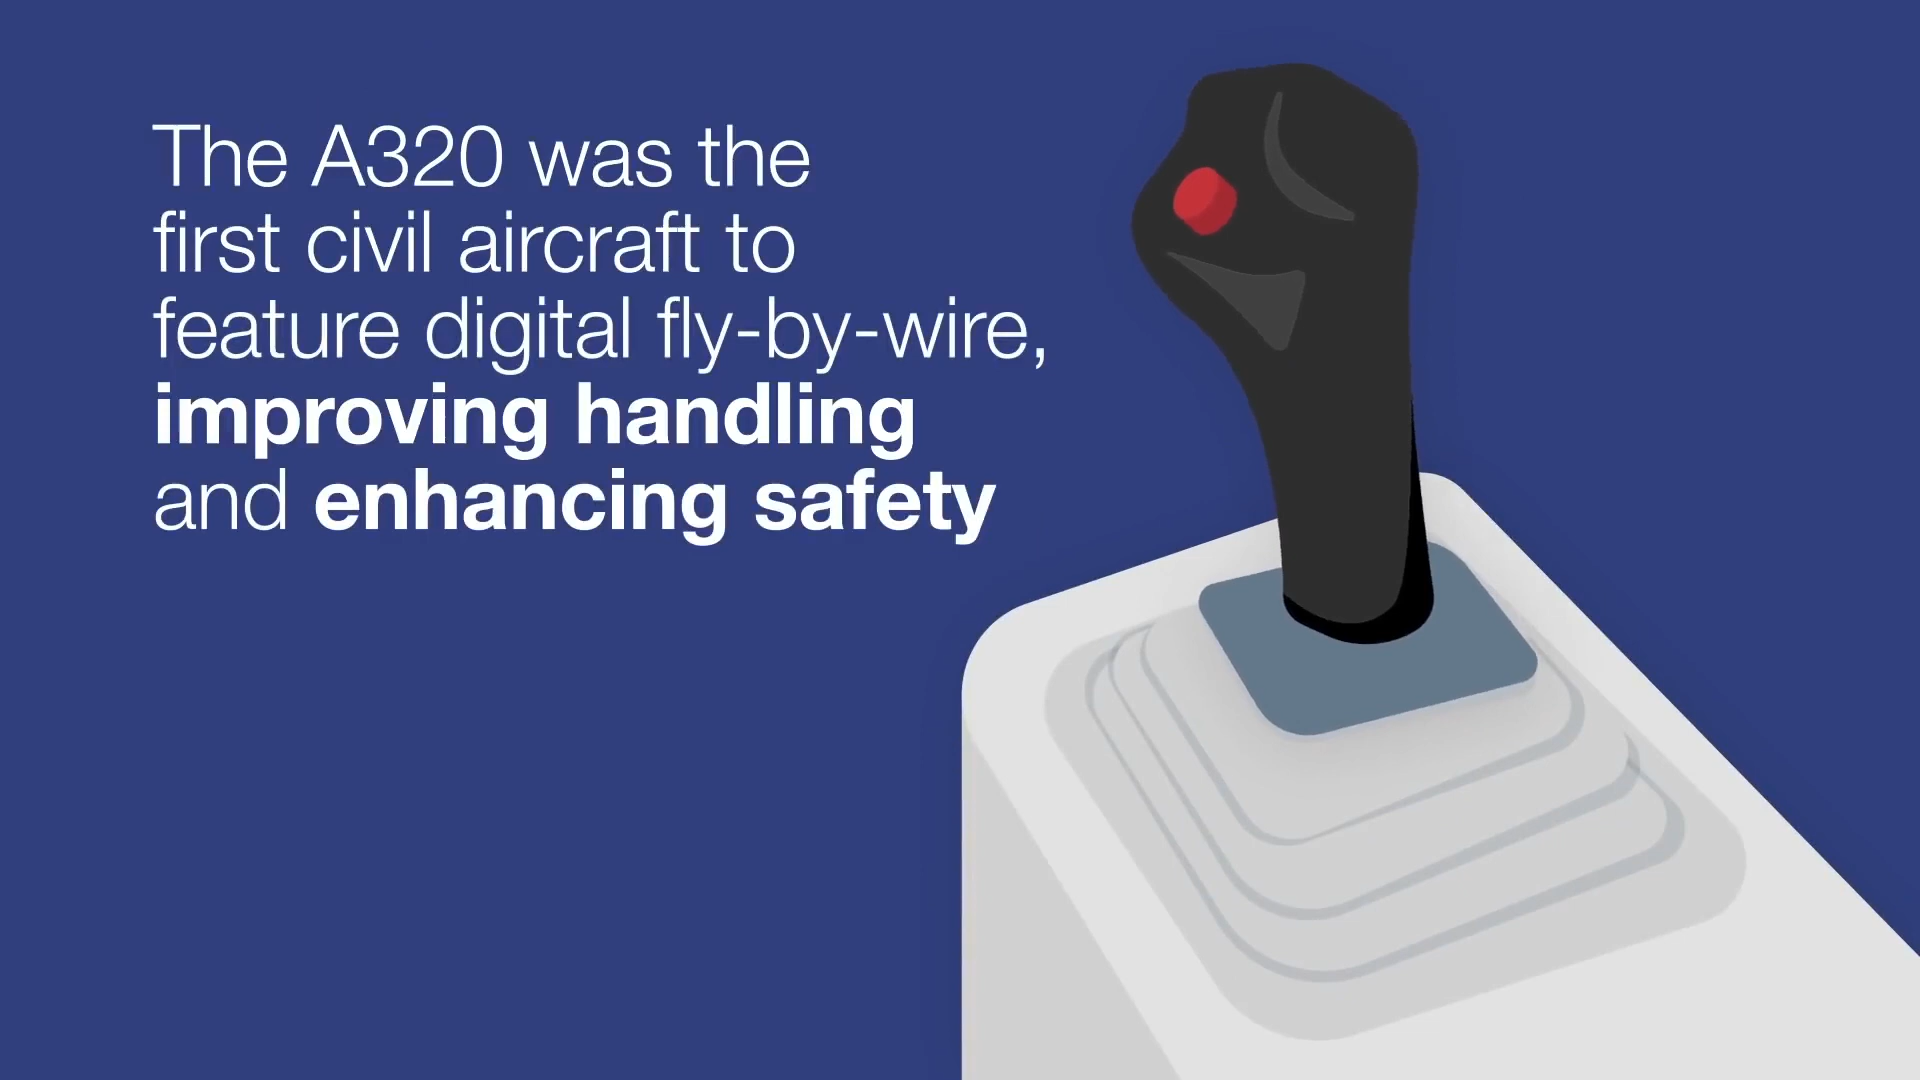 The A320 was the
first civil aircraft to
feature digital fly-by-wire,
improving handling
and enhancing safety